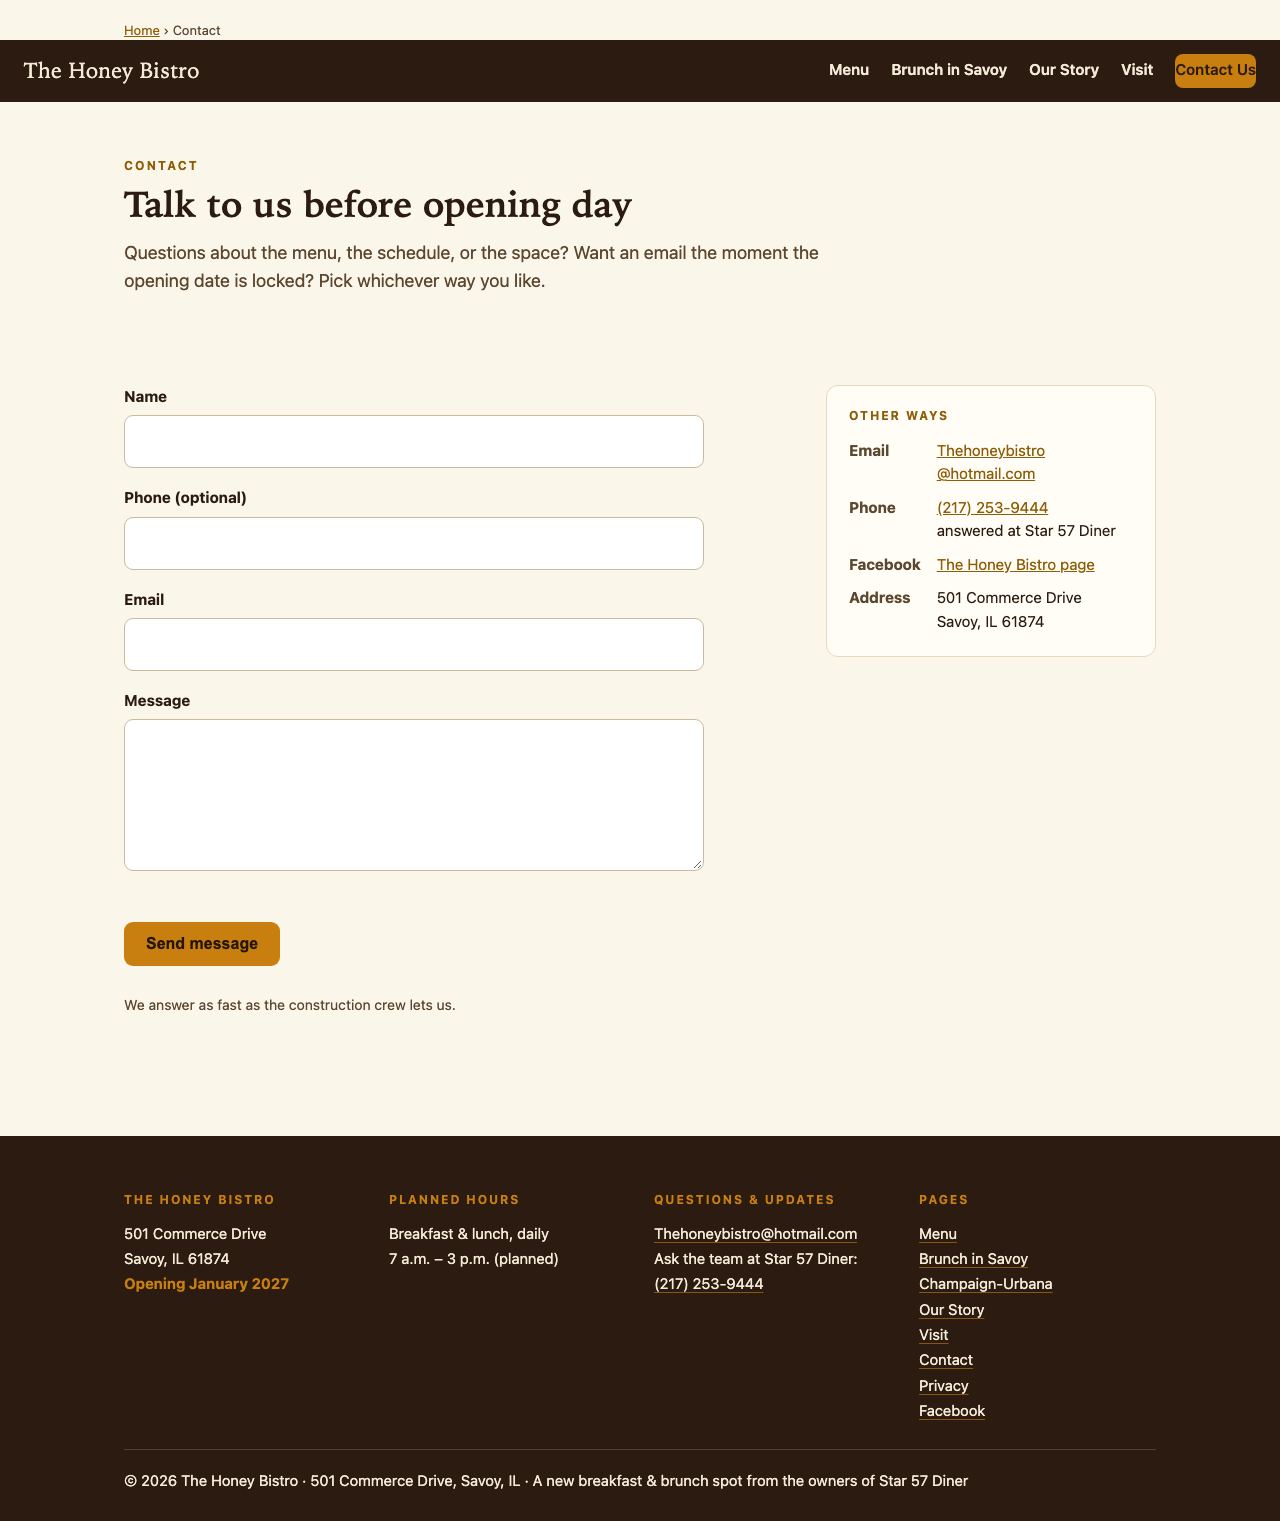 Home › Contact
The Honey Bistro
Menu
Brunch in Savoy
Our Story
Visit
Contact Us
CONTACT
Talk to us before opening day
Questions about the menu, the schedule, or the space? Want an email the moment the
opening date is locked? Pick whichever way you like.
Name
Phone (optional)
Email
Message
Send message
We answer as fast as the construction crew lets us.
OTHER WAYS
Email
Thehoneybistro
@hotmail.com
Phone
(217) 253-9444
answered at Star 57 Diner
Facebook
The Honey Bistro page
Address
501 Commerce Drive
Savoy, IL 61874
THE HONEY BISTRO
501 Commerce Drive
Savoy, IL 61874
Opening January 2027
PLANNED HOURS
Breakfast & lunch, daily
7 a.m. – 3 p.m. (planned)
QUESTIONS & UPDATES
Thehoneybistro@hotmail.com
Ask the team at Star 57 Diner:
(217) 253-9444
PAGES
Menu
Brunch in Savoy
Champaign-Urbana
Our Story
Visit
Contact
Privacy
Facebook
© 2026 The Honey Bistro · 501 Commerce Drive, Savoy, IL · A new breakfast & brunch spot from the owners of Star 57 Diner